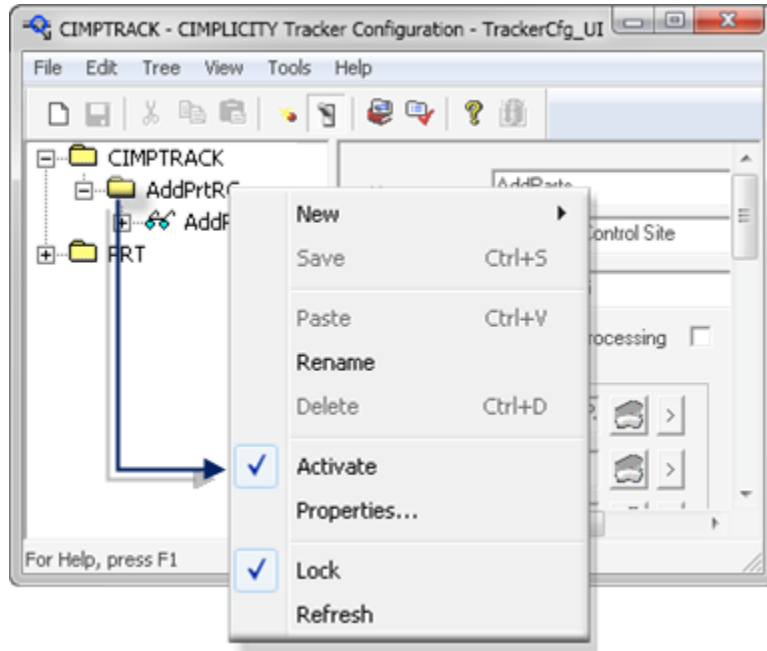 CIMPTRACK - CIMPLICITY Tracker Configuration - TrackerCfg_UI
File Edit Tree View Tools Help
CIMPTRACK
AddPrtRC
AddP
PRT
AddParts
Control Site
rocessing
New
Save Ctrl+S
Paste Ctrl+V
Rename
Delete Ctrl+D
Activate
Properties...
Lock
Refresh
For Help, press F1